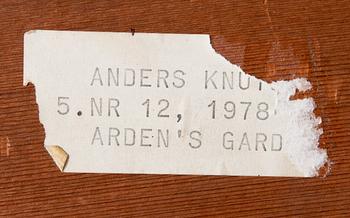 ANDERS KNUT
5. NR 12, 1978
ARDEN'S GARD